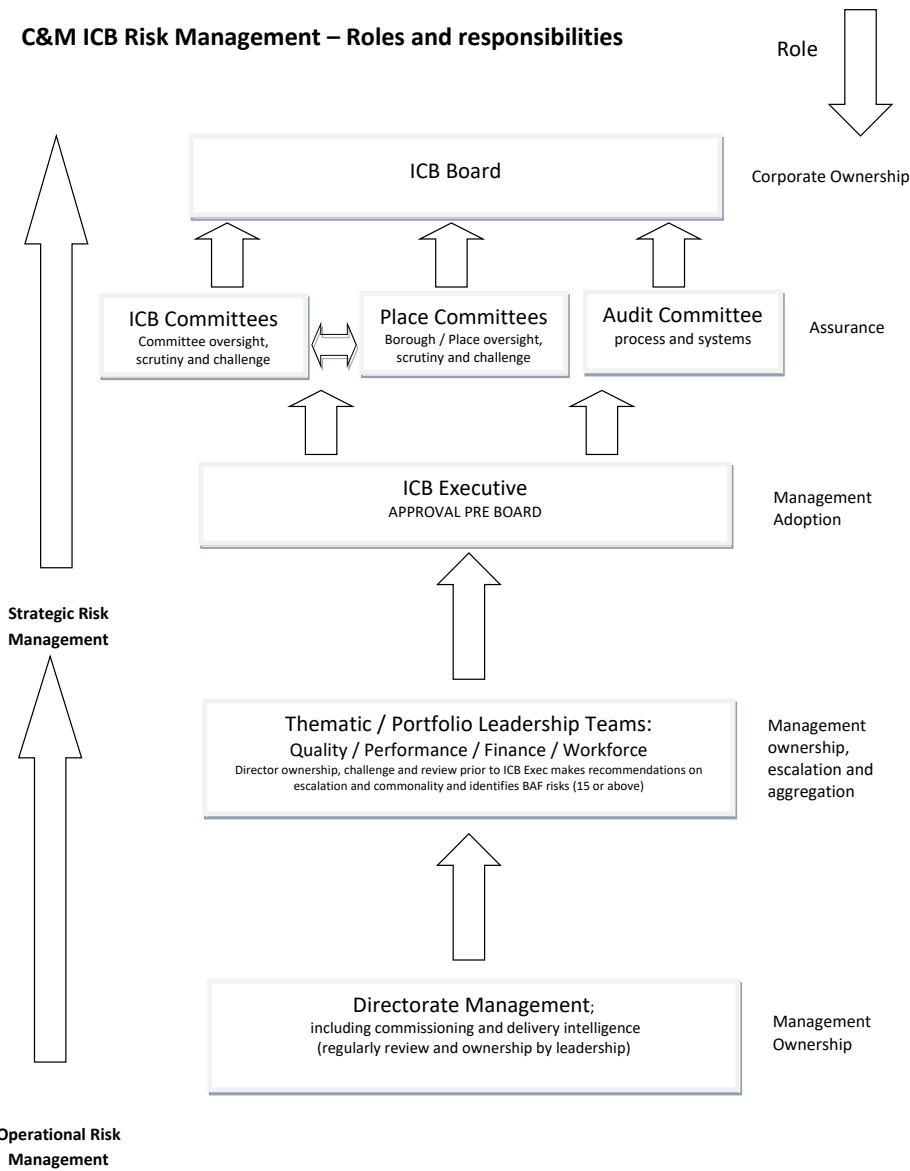 C&M ICB Risk Management – Roles and responsibilities
Role
ICB Board
Corporate Ownership
ICB Committees
Committee oversight,
scrutiny and challenge
Place Committees
Borough / Place oversight,
scrutiny and challenge
Audit Committee
process and systems
Assurance
ICB Executive
APPROVAL PRE BOARD
Management
Adoption
Strategic Risk
Management
Thematic / Portfolio Leadership Teams:
Quality / Performance / Finance / Workforce
Director ownership, challenge and review prior to ICB Exec makes recommendations on
escalation and commonality and identifies BAF risks (15 or above)
Management
ownership,
escalation and
aggregation
Directorate Management;
including commissioning and delivery intelligence
(regularly review and ownership by leadership)
Management
Ownership
Operational Risk
Management